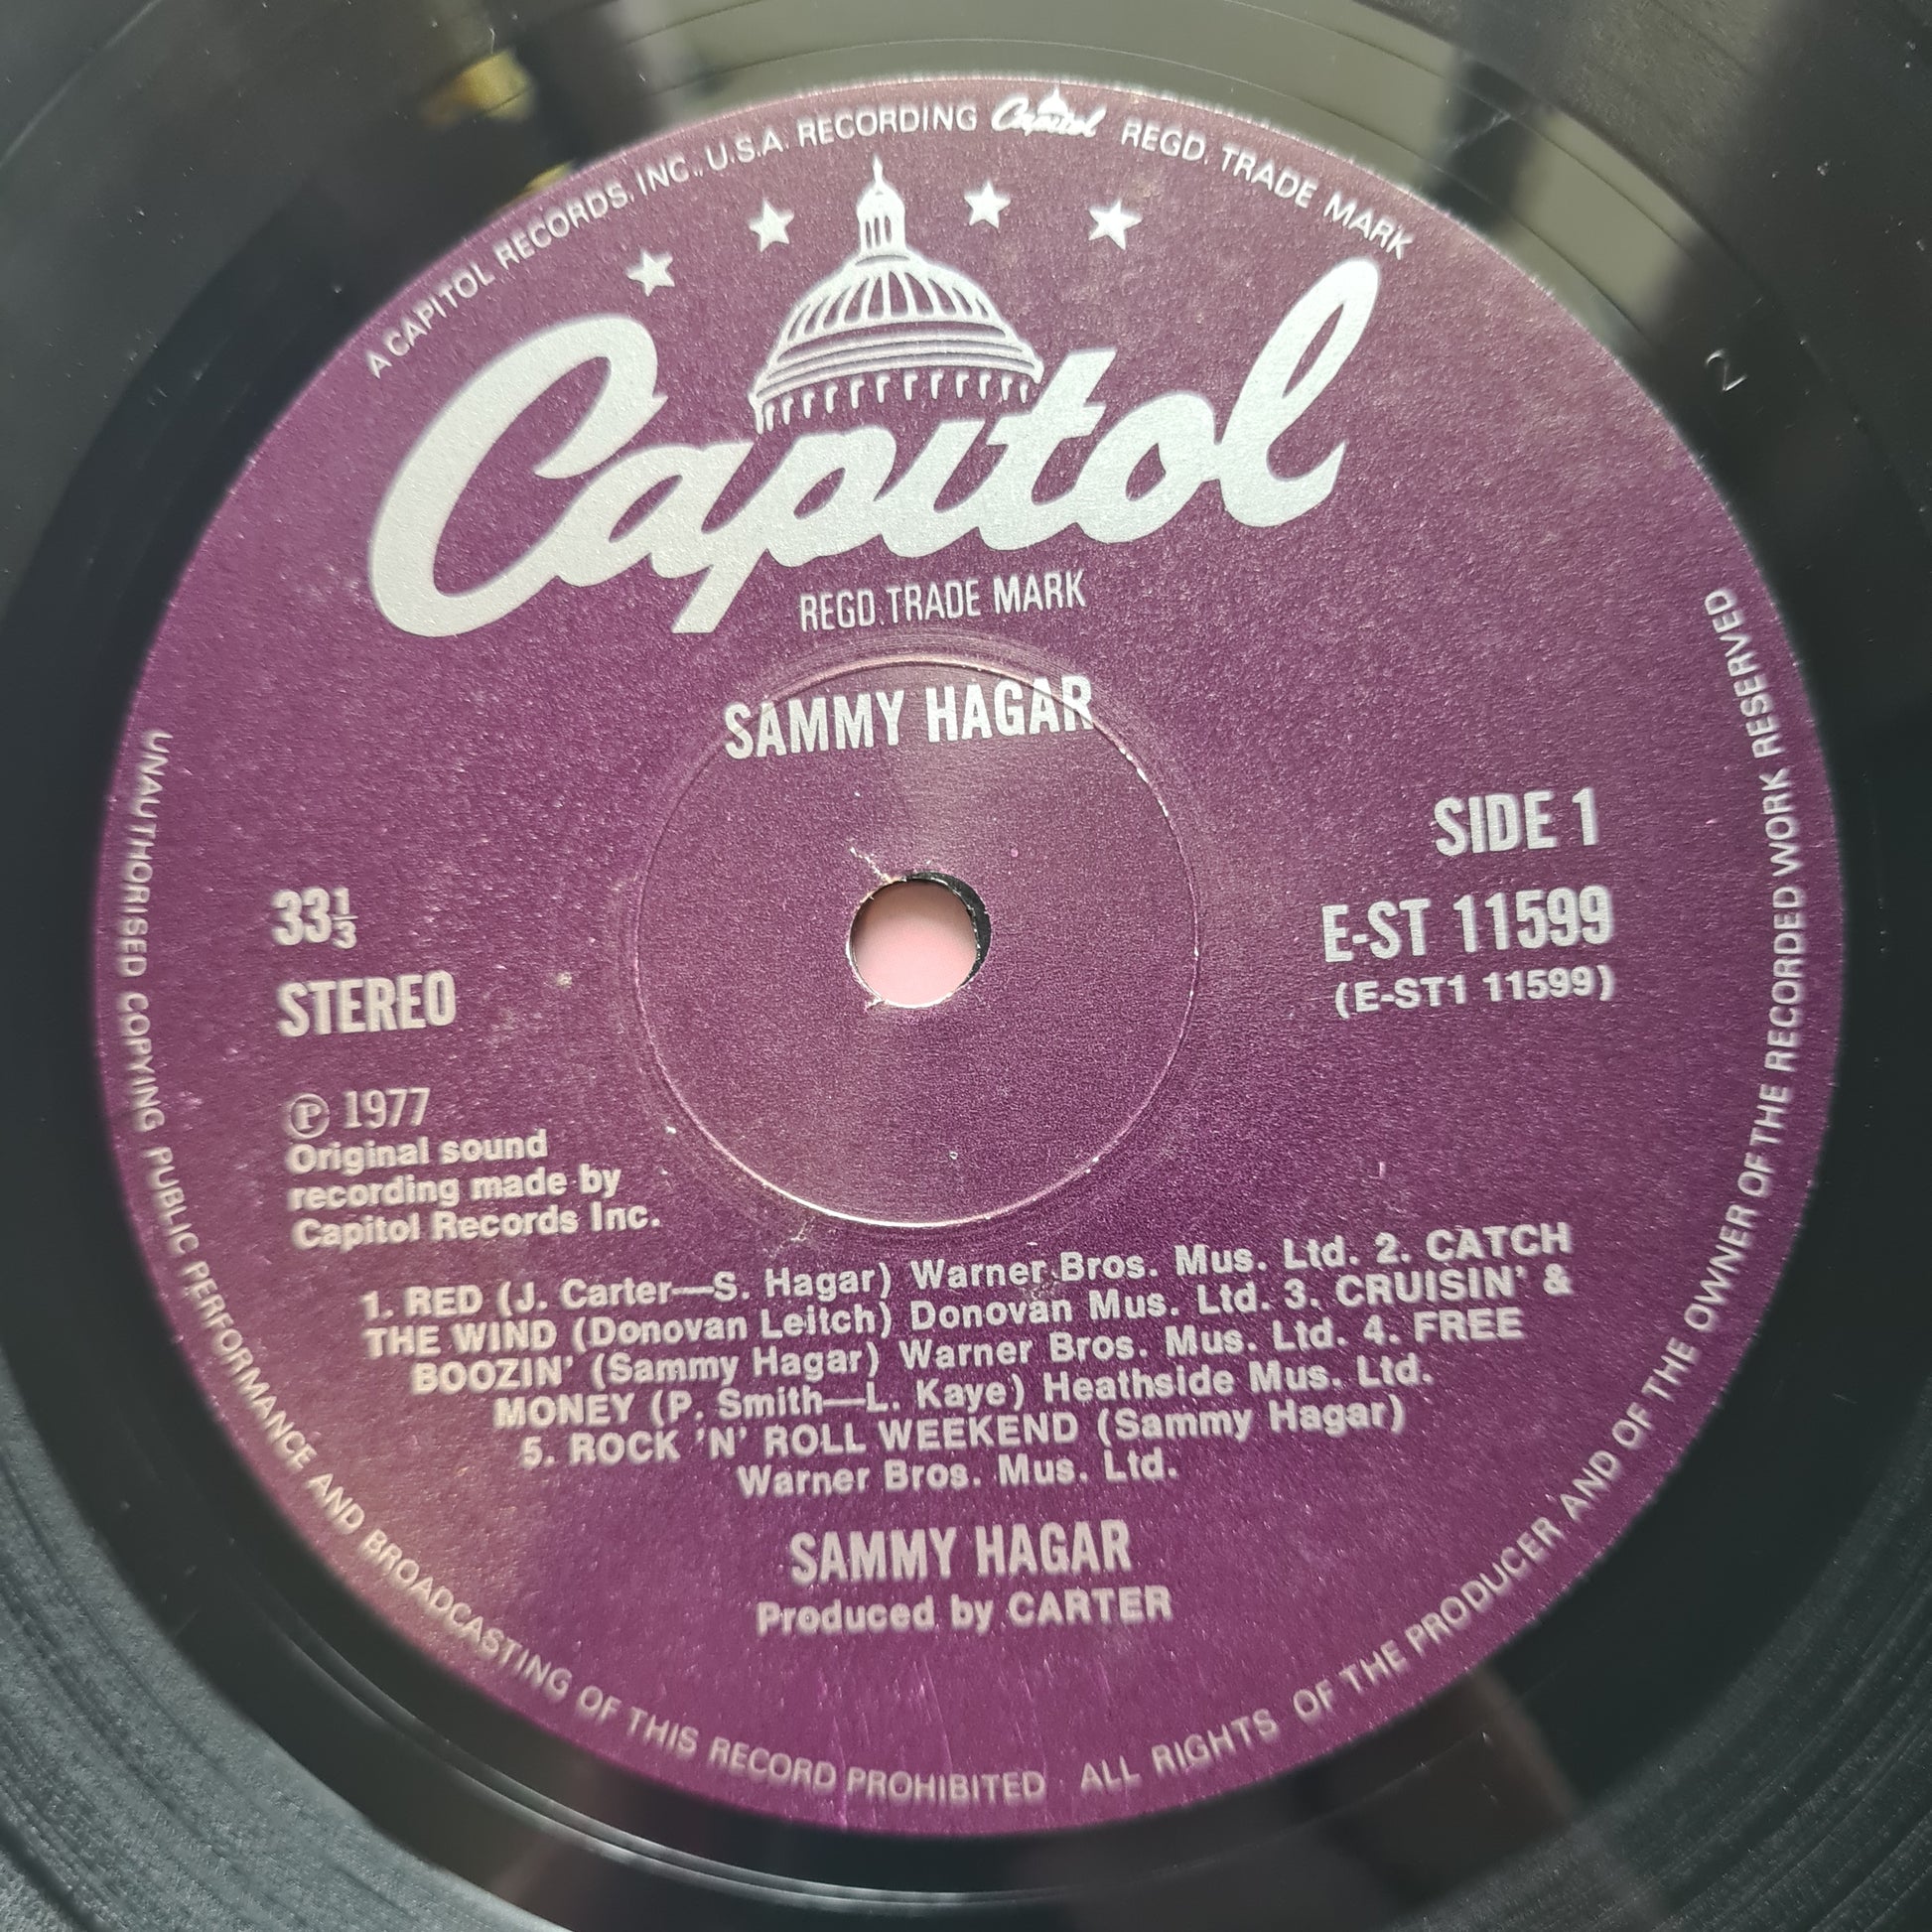 A CAPITOL RECORDS, INC., U.S.A. RECORDING Capitol REGD. TRADE MARK
Capitol
REGD. TRADE MARK
SAMMY HAGAR
SIDE 1
E-ST 11599
(E-ST1 11599)
33 1/3
STEREO
Ⓟ 1977
Original sound
recording made by
Capitol Records Inc.
1. RED (J. Carter—S. Hagar) Warner Bros. Mus. Ltd. 2. CATCH
THE WIND (Donovan Leitch) Donovan Mus. Ltd. 3. CRUISIN' &
BOOZIN' (Sammy Hagar) Warner Bros. Mus. Ltd. 4. FREE
MONEY (P. Smith—L. Kaye) Heathside Mus. Ltd.
5. ROCK 'N' ROLL WEEKEND (Sammy Hagar)
Warner Bros. Mus. Ltd.
SAMMY HAGAR
Produced by CARTER
UNAUTHORISED COPYING PUBLIC PERFORMANCE AND BROADCASTING OF THIS RECORD PROHIBITED ALL RIGHTS OF THE PRODUCER AND OF THE OWNER OF THE RECORDED WORK RESERVED
2